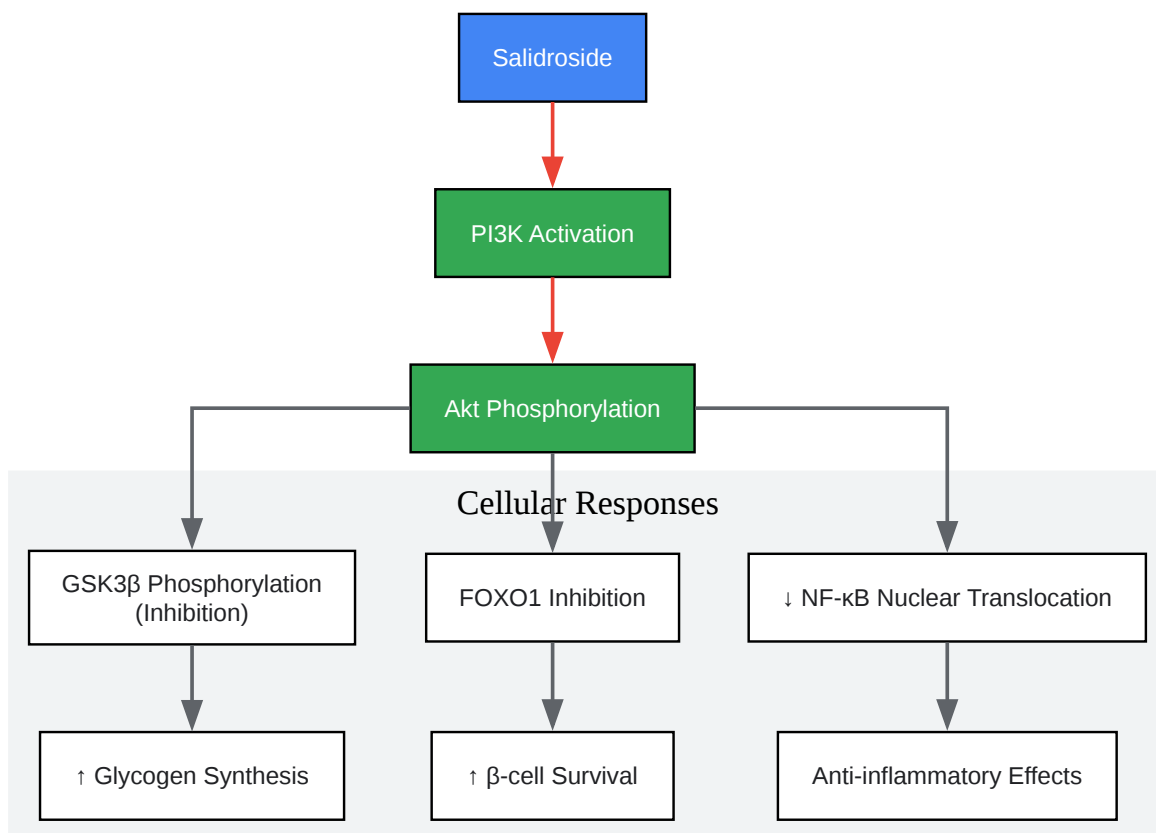 Salidroside
PI3K Activation
Akt Phosphorylation
Cellular Responses
GSK3β Phosphorylation
(Inhibition)
FOXO1 Inhibition
↓ NF-κB Nuclear Translocation
↑ Glycogen Synthesis
↑ β-cell Survival
Anti-inflammatory Effects